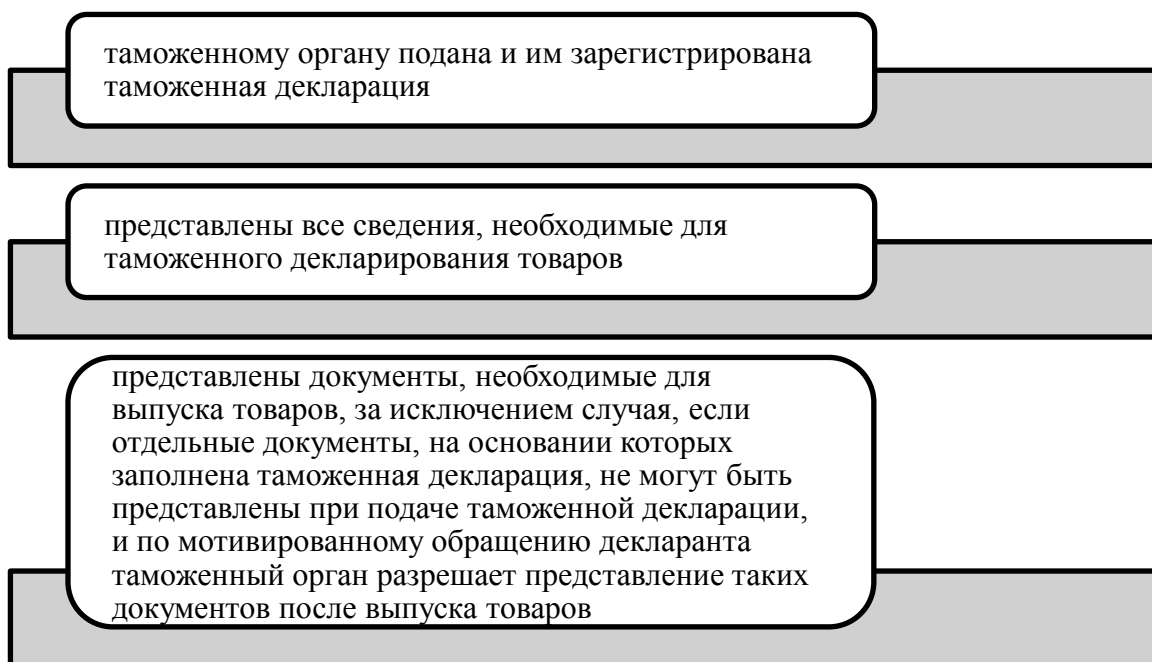 таможенному органу подана и им зарегистрирована
таможенная декларация
представлены все сведения, необходимые для
таможенного декларирования товаров
представлены документы, необходимые для
выпуска товаров, за исключением случая, если
отдельные документы, на основании которых
заполнена таможенная декларация, не могут быть
представлены при подаче таможенной декларации,
и по мотивированному обращению декларанта
таможенный орган разрешает представление таких
документов после выпуска товаров